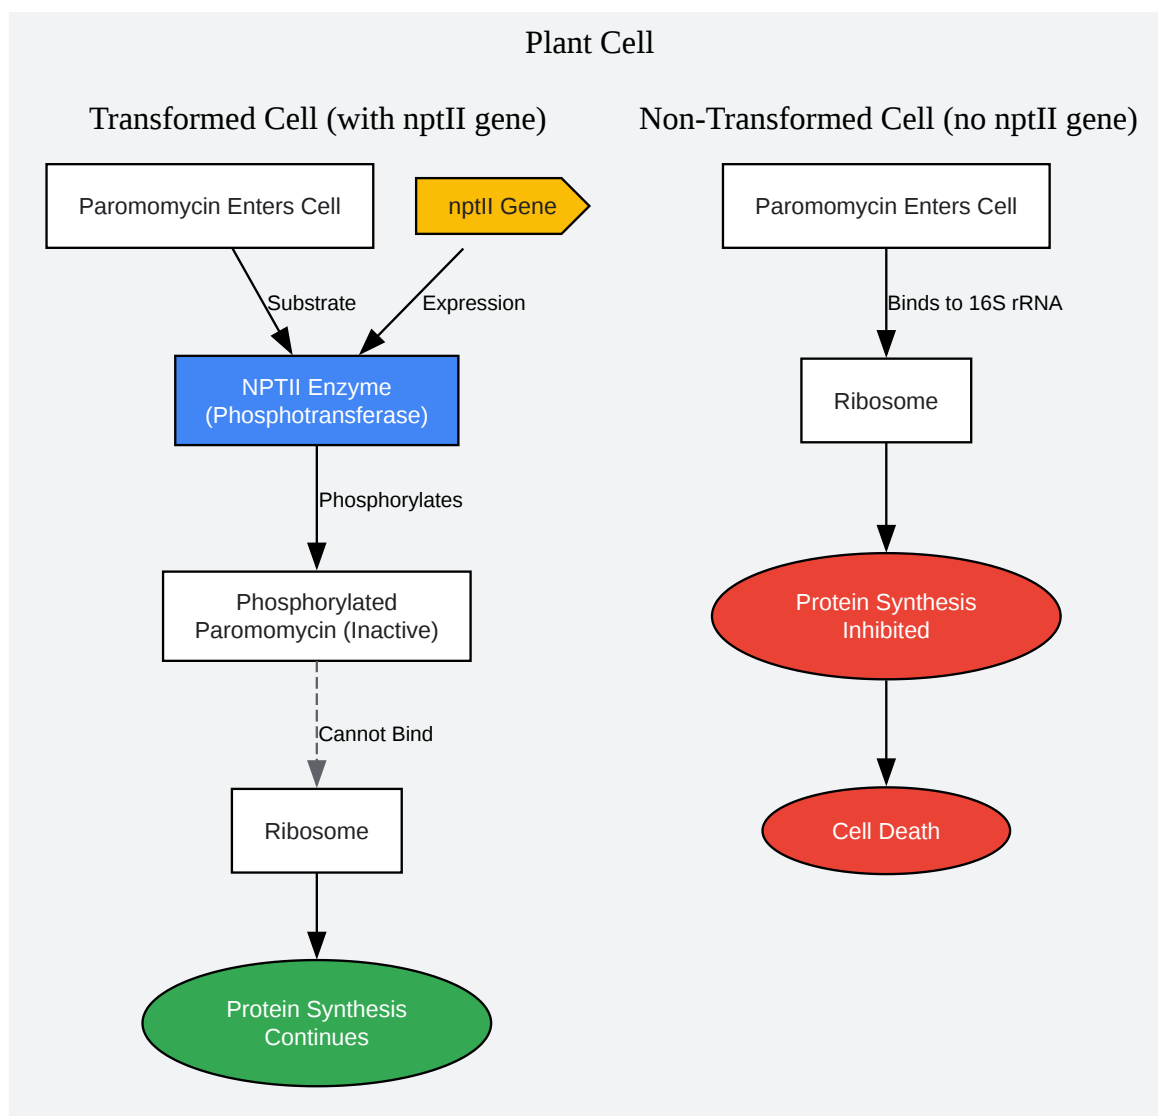 Plant Cell
Transformed Cell (with nptII gene)
Paromomycin Enters Cell
nptII Gene
Substrate
Expression
NPTII Enzyme
(Phosphotransferase)
Phosphorylates
Phosphorylated
Paromomycin (Inactive)
Cannot Bind
Ribosome
Protein Synthesis
Continues
Non-Transformed Cell (no nptII gene)
Paromomycin Enters Cell
Binds to 16S rRNA
Ribosome
Protein Synthesis
Inhibited
Cell Death